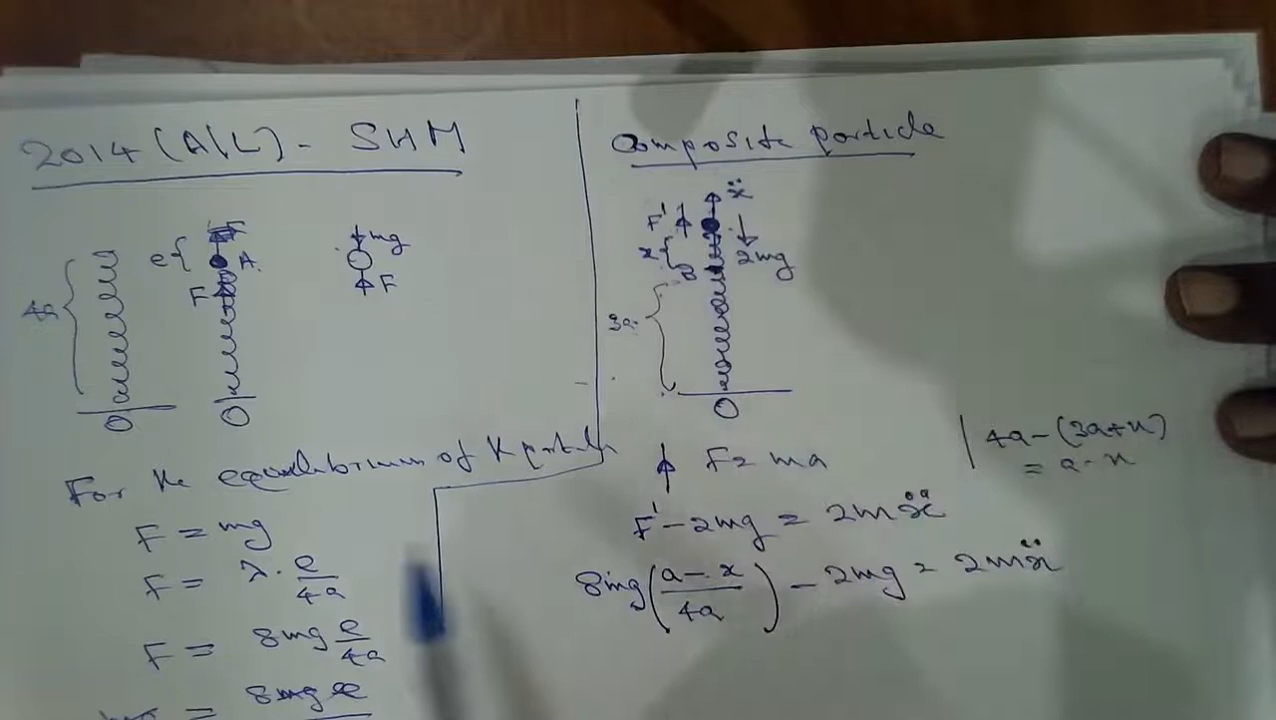 2014 (A/L) - SHM
4a
e{
F
A
F
mg
F
For the equilibrium of the particle
F = mg
F = λ · e/4a
F = 8mg e/4a
= 8mg e
Composite particle
F'
ẍ
x
2mg
3a
O
O
O
↑ F = ma
F' - 2mg = 2mẍ
8mg((a - x)/4a) - 2mg = 2mẍ
4a - (3a + x)
= a - x